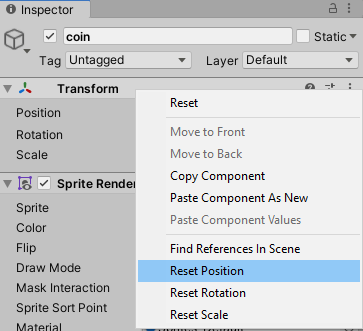 Inspector
coin
Static
Tag Untagged Layer Default
Transform
Position
Rotation
Scale
Sprite Render
Sprite
Color
Flip
Draw Mode
Mask Interaction
Sprite Sort Point
Material
Reset
Move to Front
Move to Back
Copy Component
Paste Component As New
Paste Component Values
Find References In Scene
Reset Position
Reset Rotation
Reset Scale